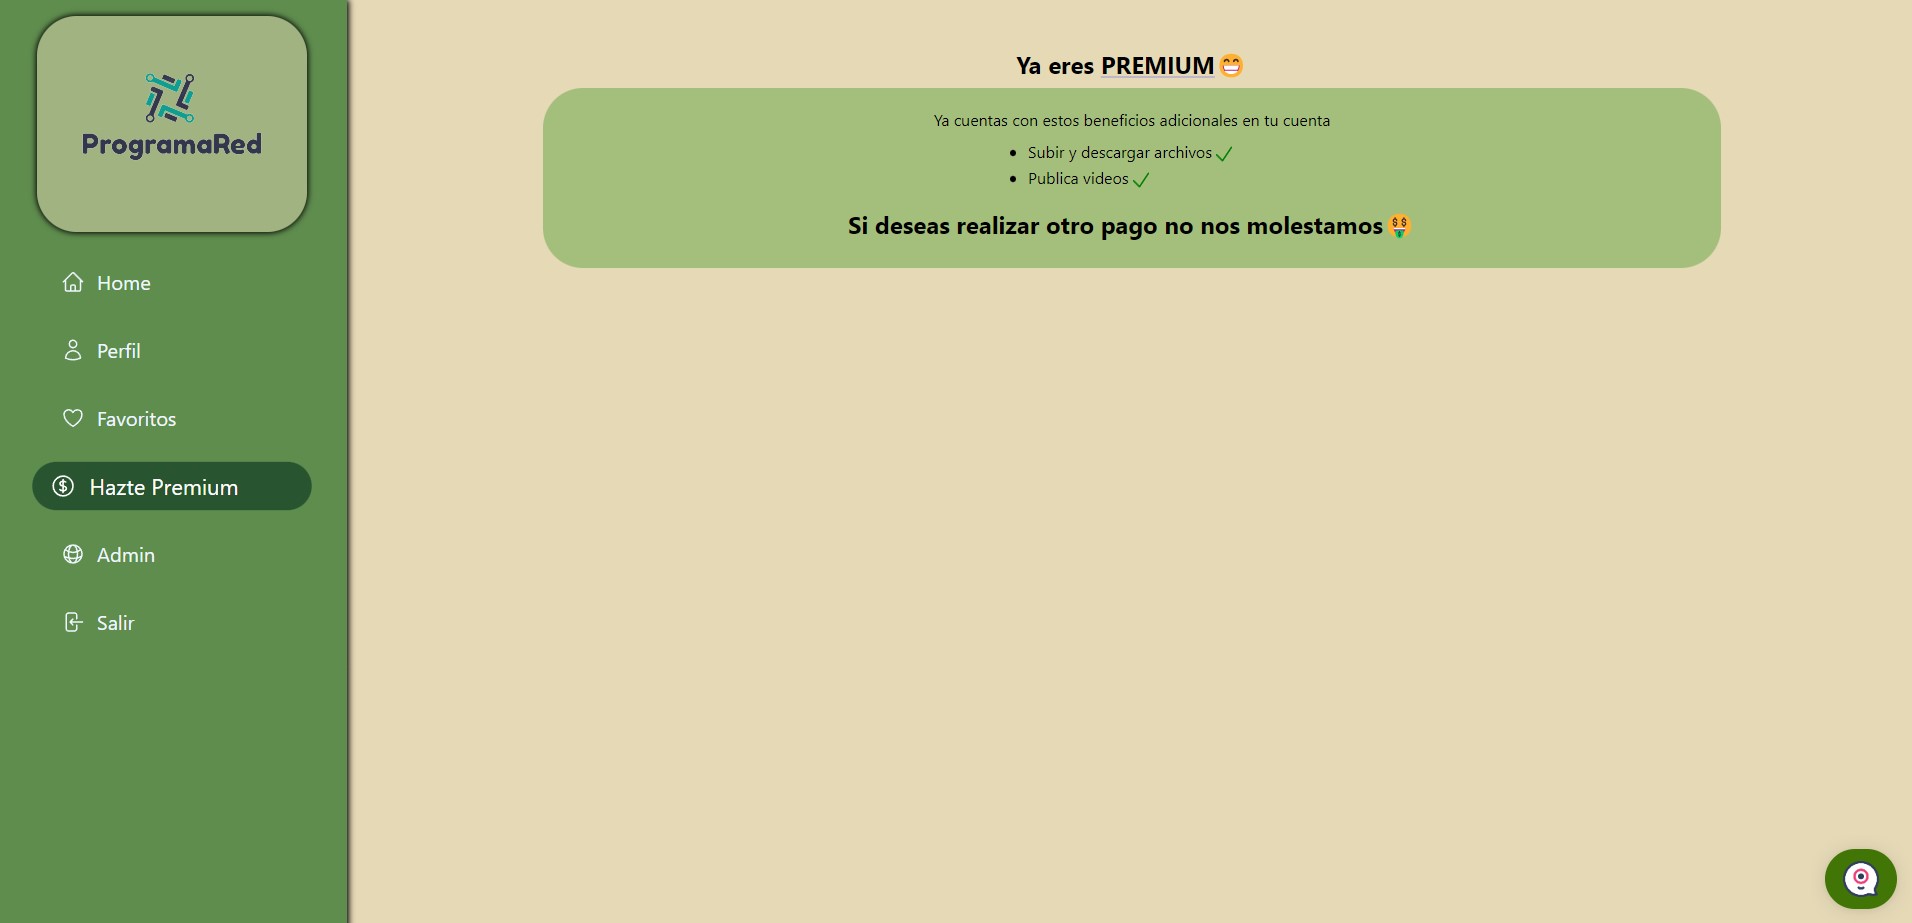 ProgramaRed
Home
Perfil
Favoritos
Hazte Premium
Admin
Salir
Ya eres PREMIUM😁
Ya cuentas con estos beneficios adicionales en tu cuenta
• Subir y descargar archivos ✓
• Publica videos ✓
Si deseas realizar otro pago no nos molestamos🤑